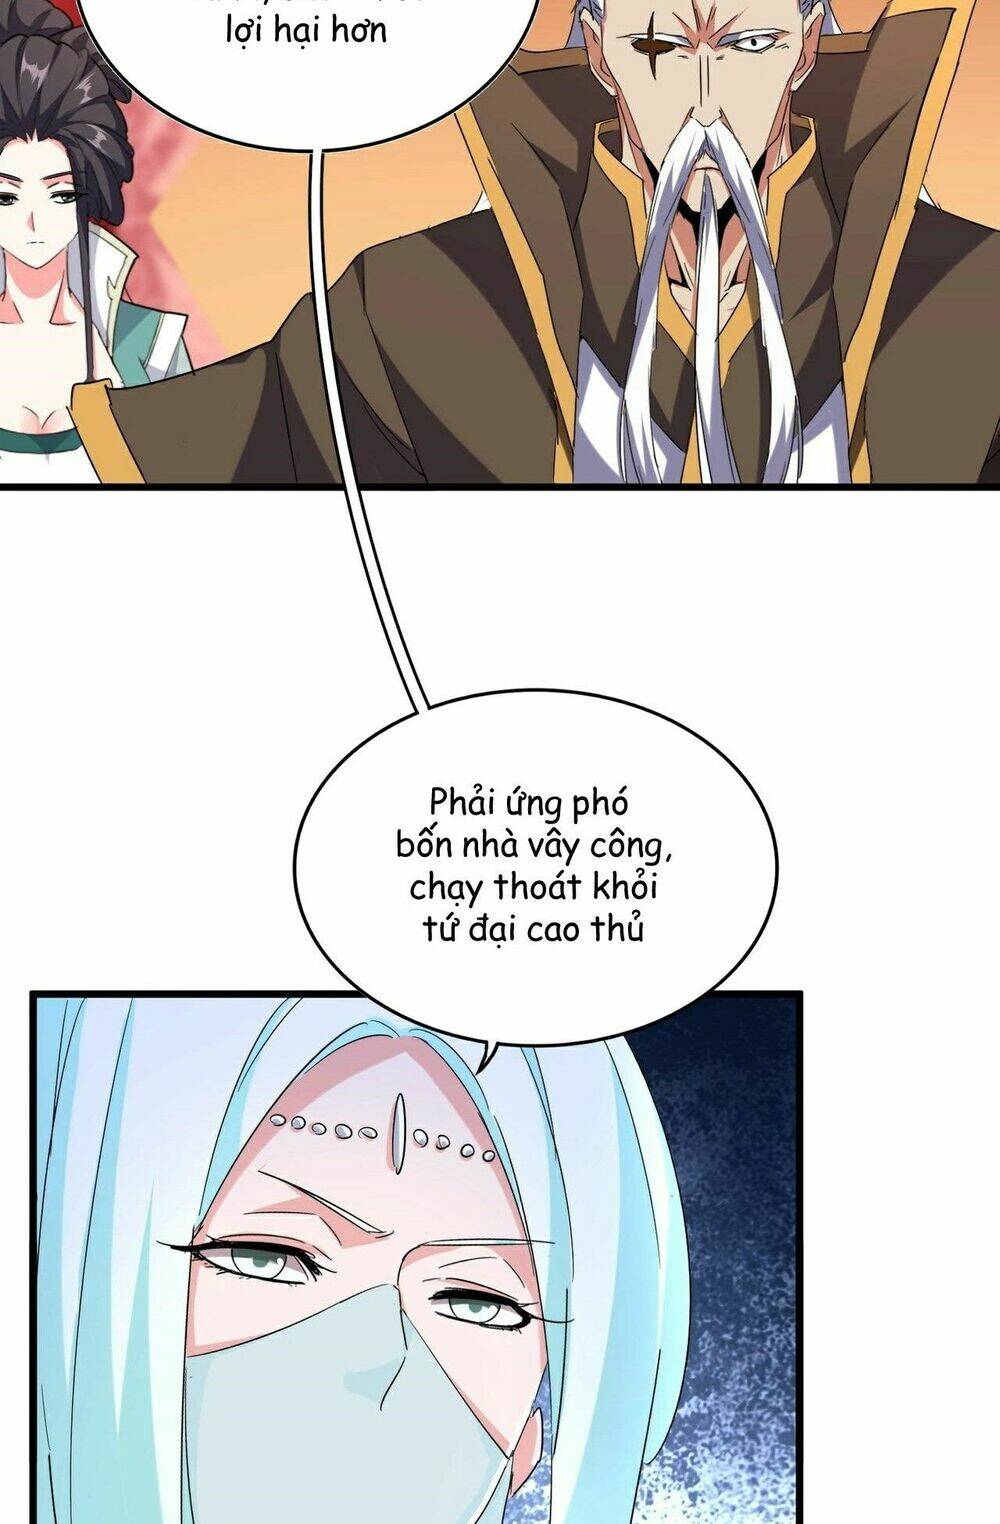 lợi hại hơn
Phải ứng phó
bốn nhà vây công,
chạy thoát khỏi
tứ đại cao thủ